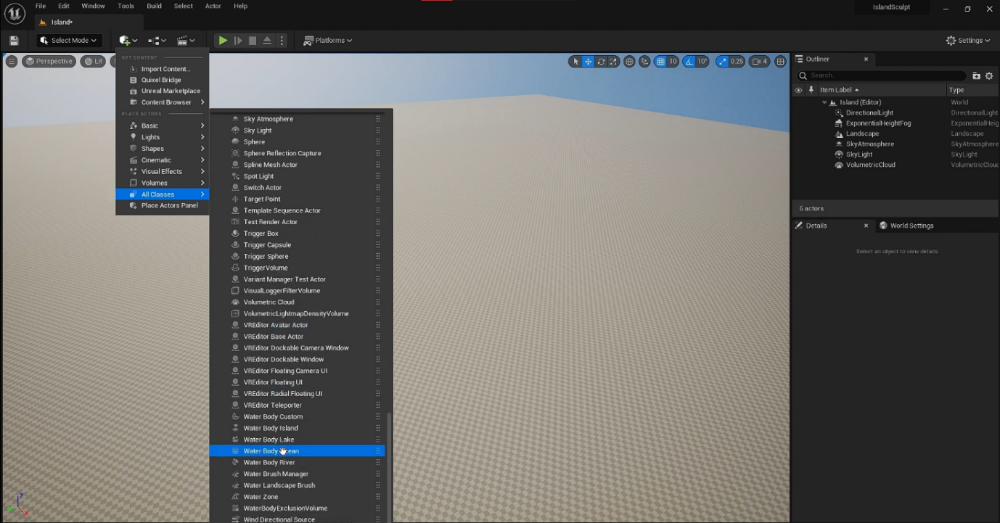 File Edit Window Tools Build Select Actor Help
IslandSculpt
Island•
Select Mode
Platforms
Settings
Perspective
Lit
10
10°
0.25
4
GET CONTENT
Import Content...
Quixel Bridge
Unreal Marketplace
Content Browser
PLACE ACTORS
Basic
Lights
Shapes
Cinematic
Visual Effects
Volumes
All Classes
Place Actors Panel
Sky Atmosphere
Sky Light
Sphere
Sphere Reflection Capture
Spline Mesh Actor
Spot Light
Switch Actor
Target Point
Template Sequence Actor
Text Render Actor
Trigger Box
Trigger Capsule
Trigger Sphere
TriggerVolume
Variant Manager Test Actor
VisualLoggerFilterVolume
Volumetric Cloud
VolumetricLightmapDensityVolume
VREditor Avatar Actor
VREditor Base Actor
VREditor Dockable Camera Window
VREditor Dockable Window
VREditor Floating Camera UI
VREditor Floating UI
VREditor Radial Floating UI
VREditor Teleporter
Water Body Custom
Water Body Island
Water Body Lake
Water Body Ocean
Water Body River
Water Brush Manager
Water Landscape Brush
Water Zone
WaterBodyExclusionVolume
Wind Directional Source
Outliner
Search...
Item Label Type
Island (Editor) World
DirectionalLight DirectionalLight
ExponentialHeightFog ExponentialHeig
Landscape Landscape
SkyAtmosphere SkyAtmosphere
SkyLight SkyLight
VolumetricCloud VolumetricClouc
6 actors
Details
World Settings
Select an object to view details.
Z
X